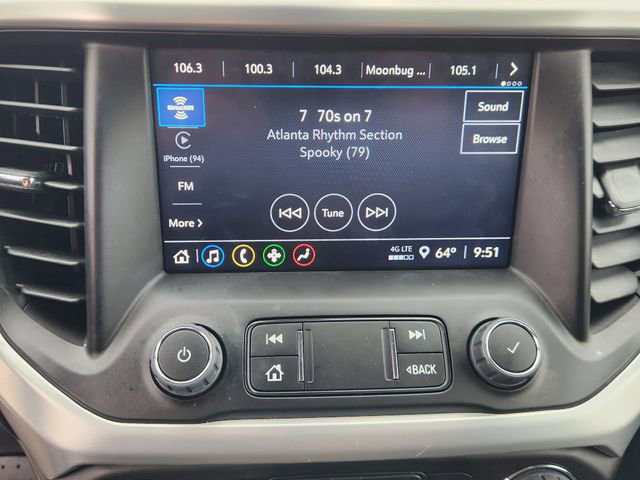 106.3 100.3 104.3 Moonbug ... 105.1
SiriusXM
7 70s on 7
Atlanta Rhythm Section
Spooky (79)
Sound
Browse
iPhone (94)
FM
More
Tune
4G LTE 64° 9:51
BACK